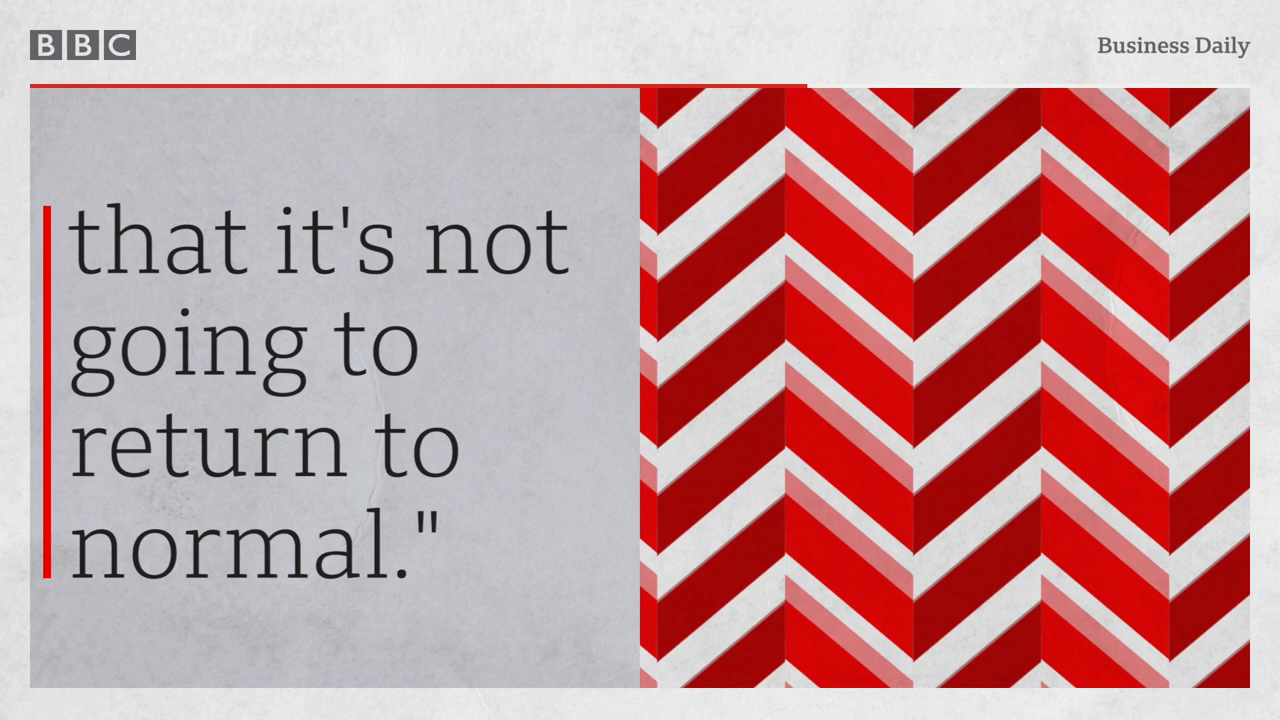 BBC
Business Daily
that it's not
going to
return to
normal."